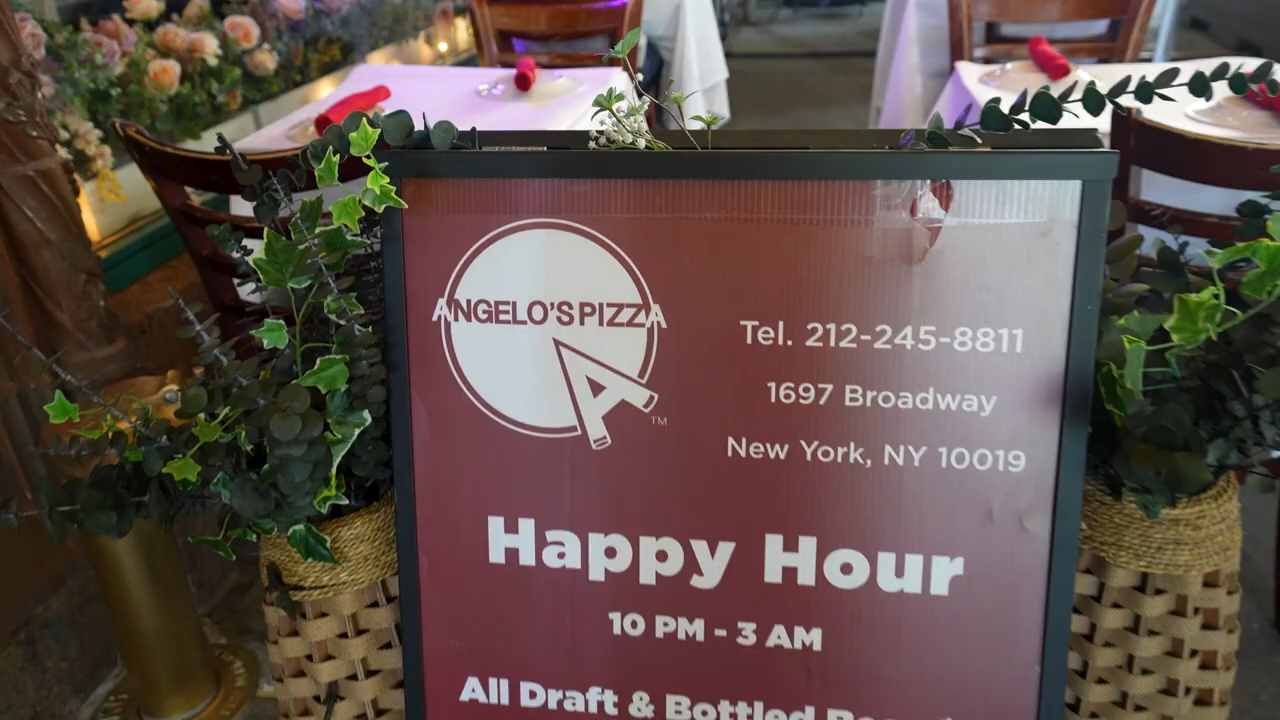 ANGELO'S PIZZA
TM
Tel. 212-245-8811
1697 Broadway
New York, NY 10019
Happy Hour
10 PM - 3 AM
All Draft & Bottled